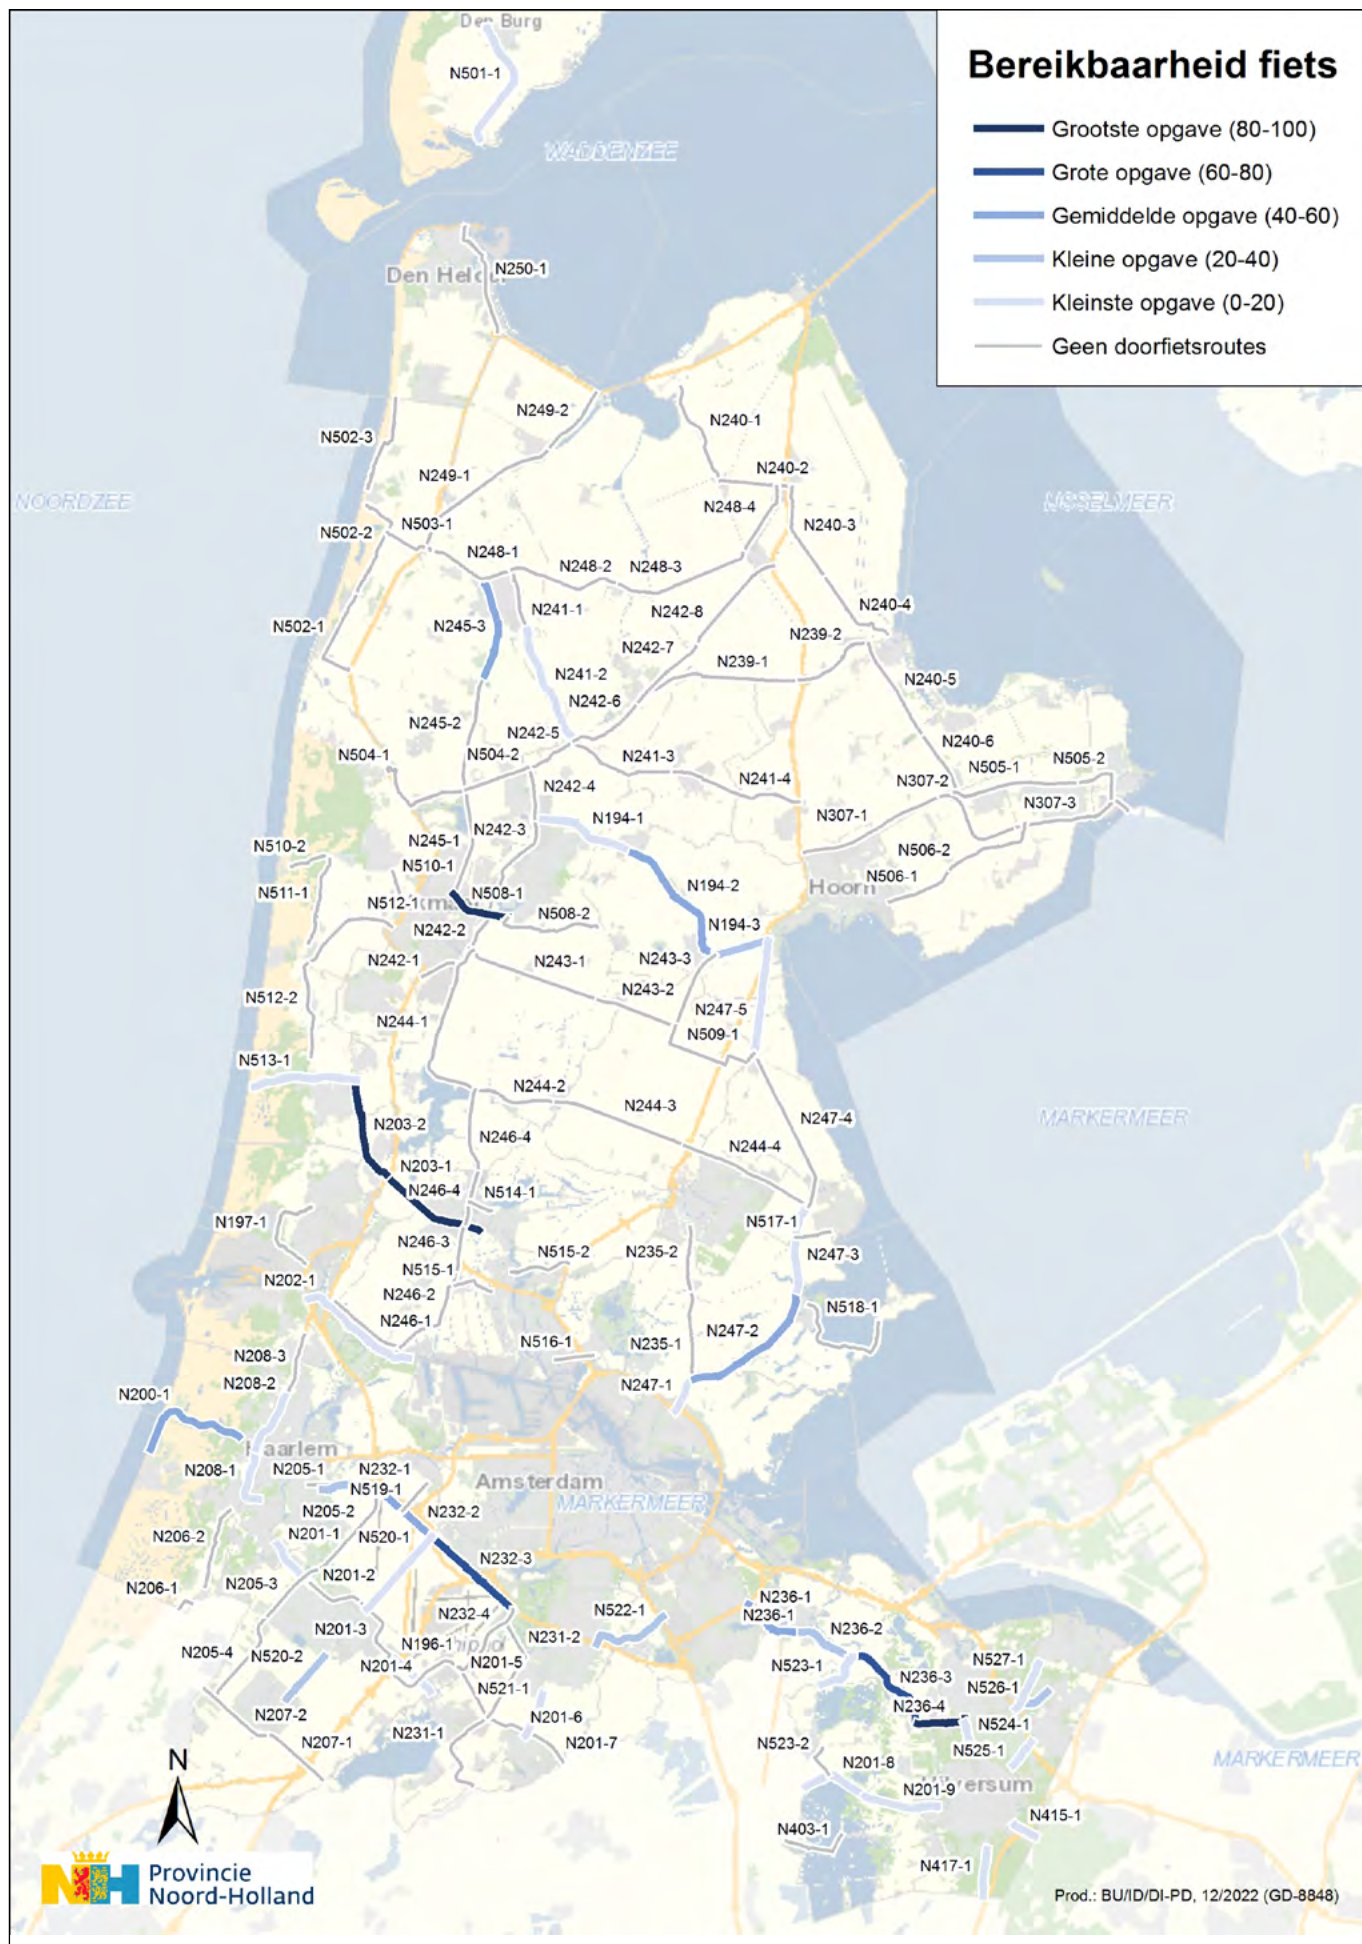 Den Burg
N501-1
Bereikbaarheid fiets
Grootste opgave (80-100)
Grote opgave (60-80)
Gemiddelde opgave (40-60)
Kleine opgave (20-40)
Kleinste opgave (0-20)
Geen doorfietsroutes
WADDENZEE
Den Helder
N250-1
N249-2
N240-1
N502-3
N249-1
N240-2
NOORDZEE
IJSSELMEER
N248-4
N503-1
N240-3
N502-2
N248-1
N248-2
N248-3
N241-1
N242-8
N240-4
N502-1
N245-3
N239-2
N242-7
N239-1
N241-2
N240-5
N242-6
N245-2
N242-5
N240-6
N504-1
N504-2
N241-3
N505-1
N505-2
N241-4
N307-2
N242-4
N307-3
N194-1
N307-1
N242-3
N245-1
N510-2
N506-2
N510-1
N506-1
N511-1
N508-1
N194-2
Hoorn
N512-1
N508-2
N194-3
N242-2
N242-1
N243-1
N243-3
N243-2
N512-2
N247-5
N244-1
N509-1
N513-1
N244-2
N244-3
MARKERMEER
N203-2
N247-4
N246-4
N244-4
N203-1
N246-4
N514-1
N197-1
N517-1
N246-3
N515-2
N235-2
N247-3
N202-1
N515-1
N246-2
N518-1
N246-1
N247-2
N516-1
N235-1
N208-3
N208-2
N247-1
N200-1
Haarlem
N208-1
N205-1
N232-1
Amsterdam
N519-1
MARKERMEER
N205-2
N232-2
N201-1
N206-2
N520-1
N232-3
N201-2
N205-3
N206-1
N236-1
N232-4
N522-1
N236-1
N201-3
N231-2
N236-2
N196-1
N205-4
N520-2
N201-4
N201-5
N523-1
N527-1
N236-3
N521-1
N526-1
N236-4
N207-2
N201-6
N524-1
N231-1
N207-1
N201-7
N523-2
N525-1
N201-8
MARKERMEER
N
N201-9
N415-1
N403-1
N417-1
Provincie
Noord-Holland
Prod.: BU/ID/DI-PD, 12/2022 (GD-8848)